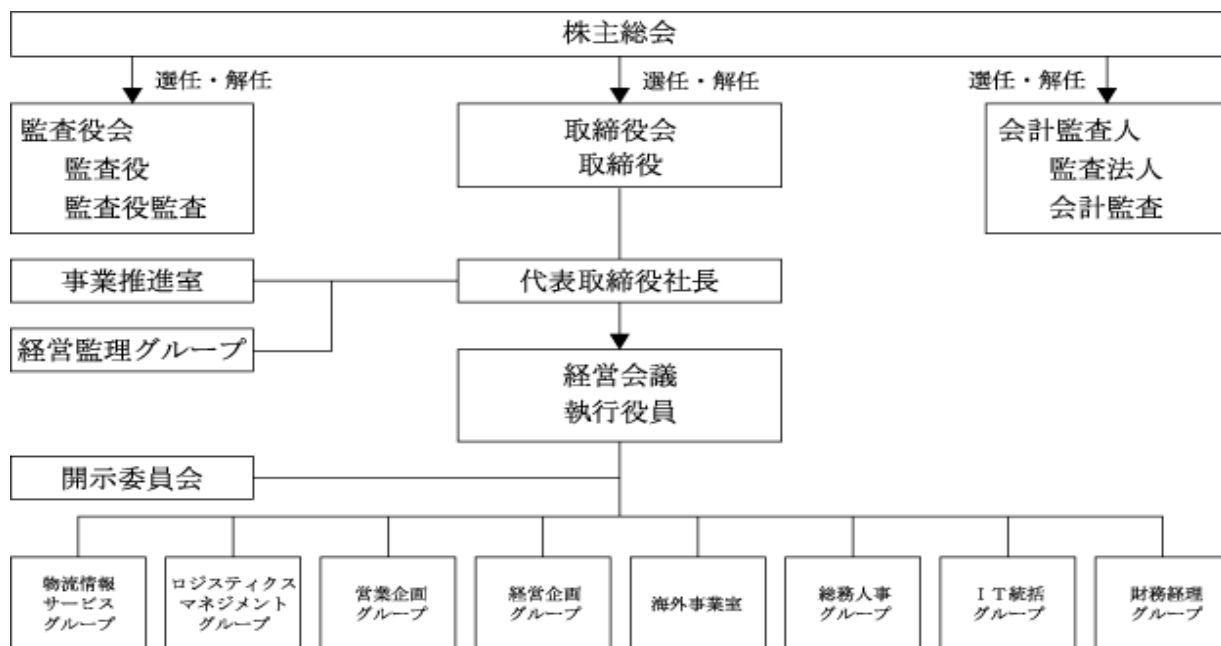 株主総会
選任・解任
選任・解任
選任・解任
監査役会
監査役
監査役監査
取締役会
取締役
会計監査人
監査法人
会計監査
事業推進室
代表取締役社長
経営監理グループ
経営会議
執行役員
開示委員会
物流情報
サービス
グループ
ロジスティクス
マネジメント
グループ
営業企画
グループ
経営企画
グループ
海外事業室
総務人事
グループ
ＩＴ統括
グループ
財務経理
グループ